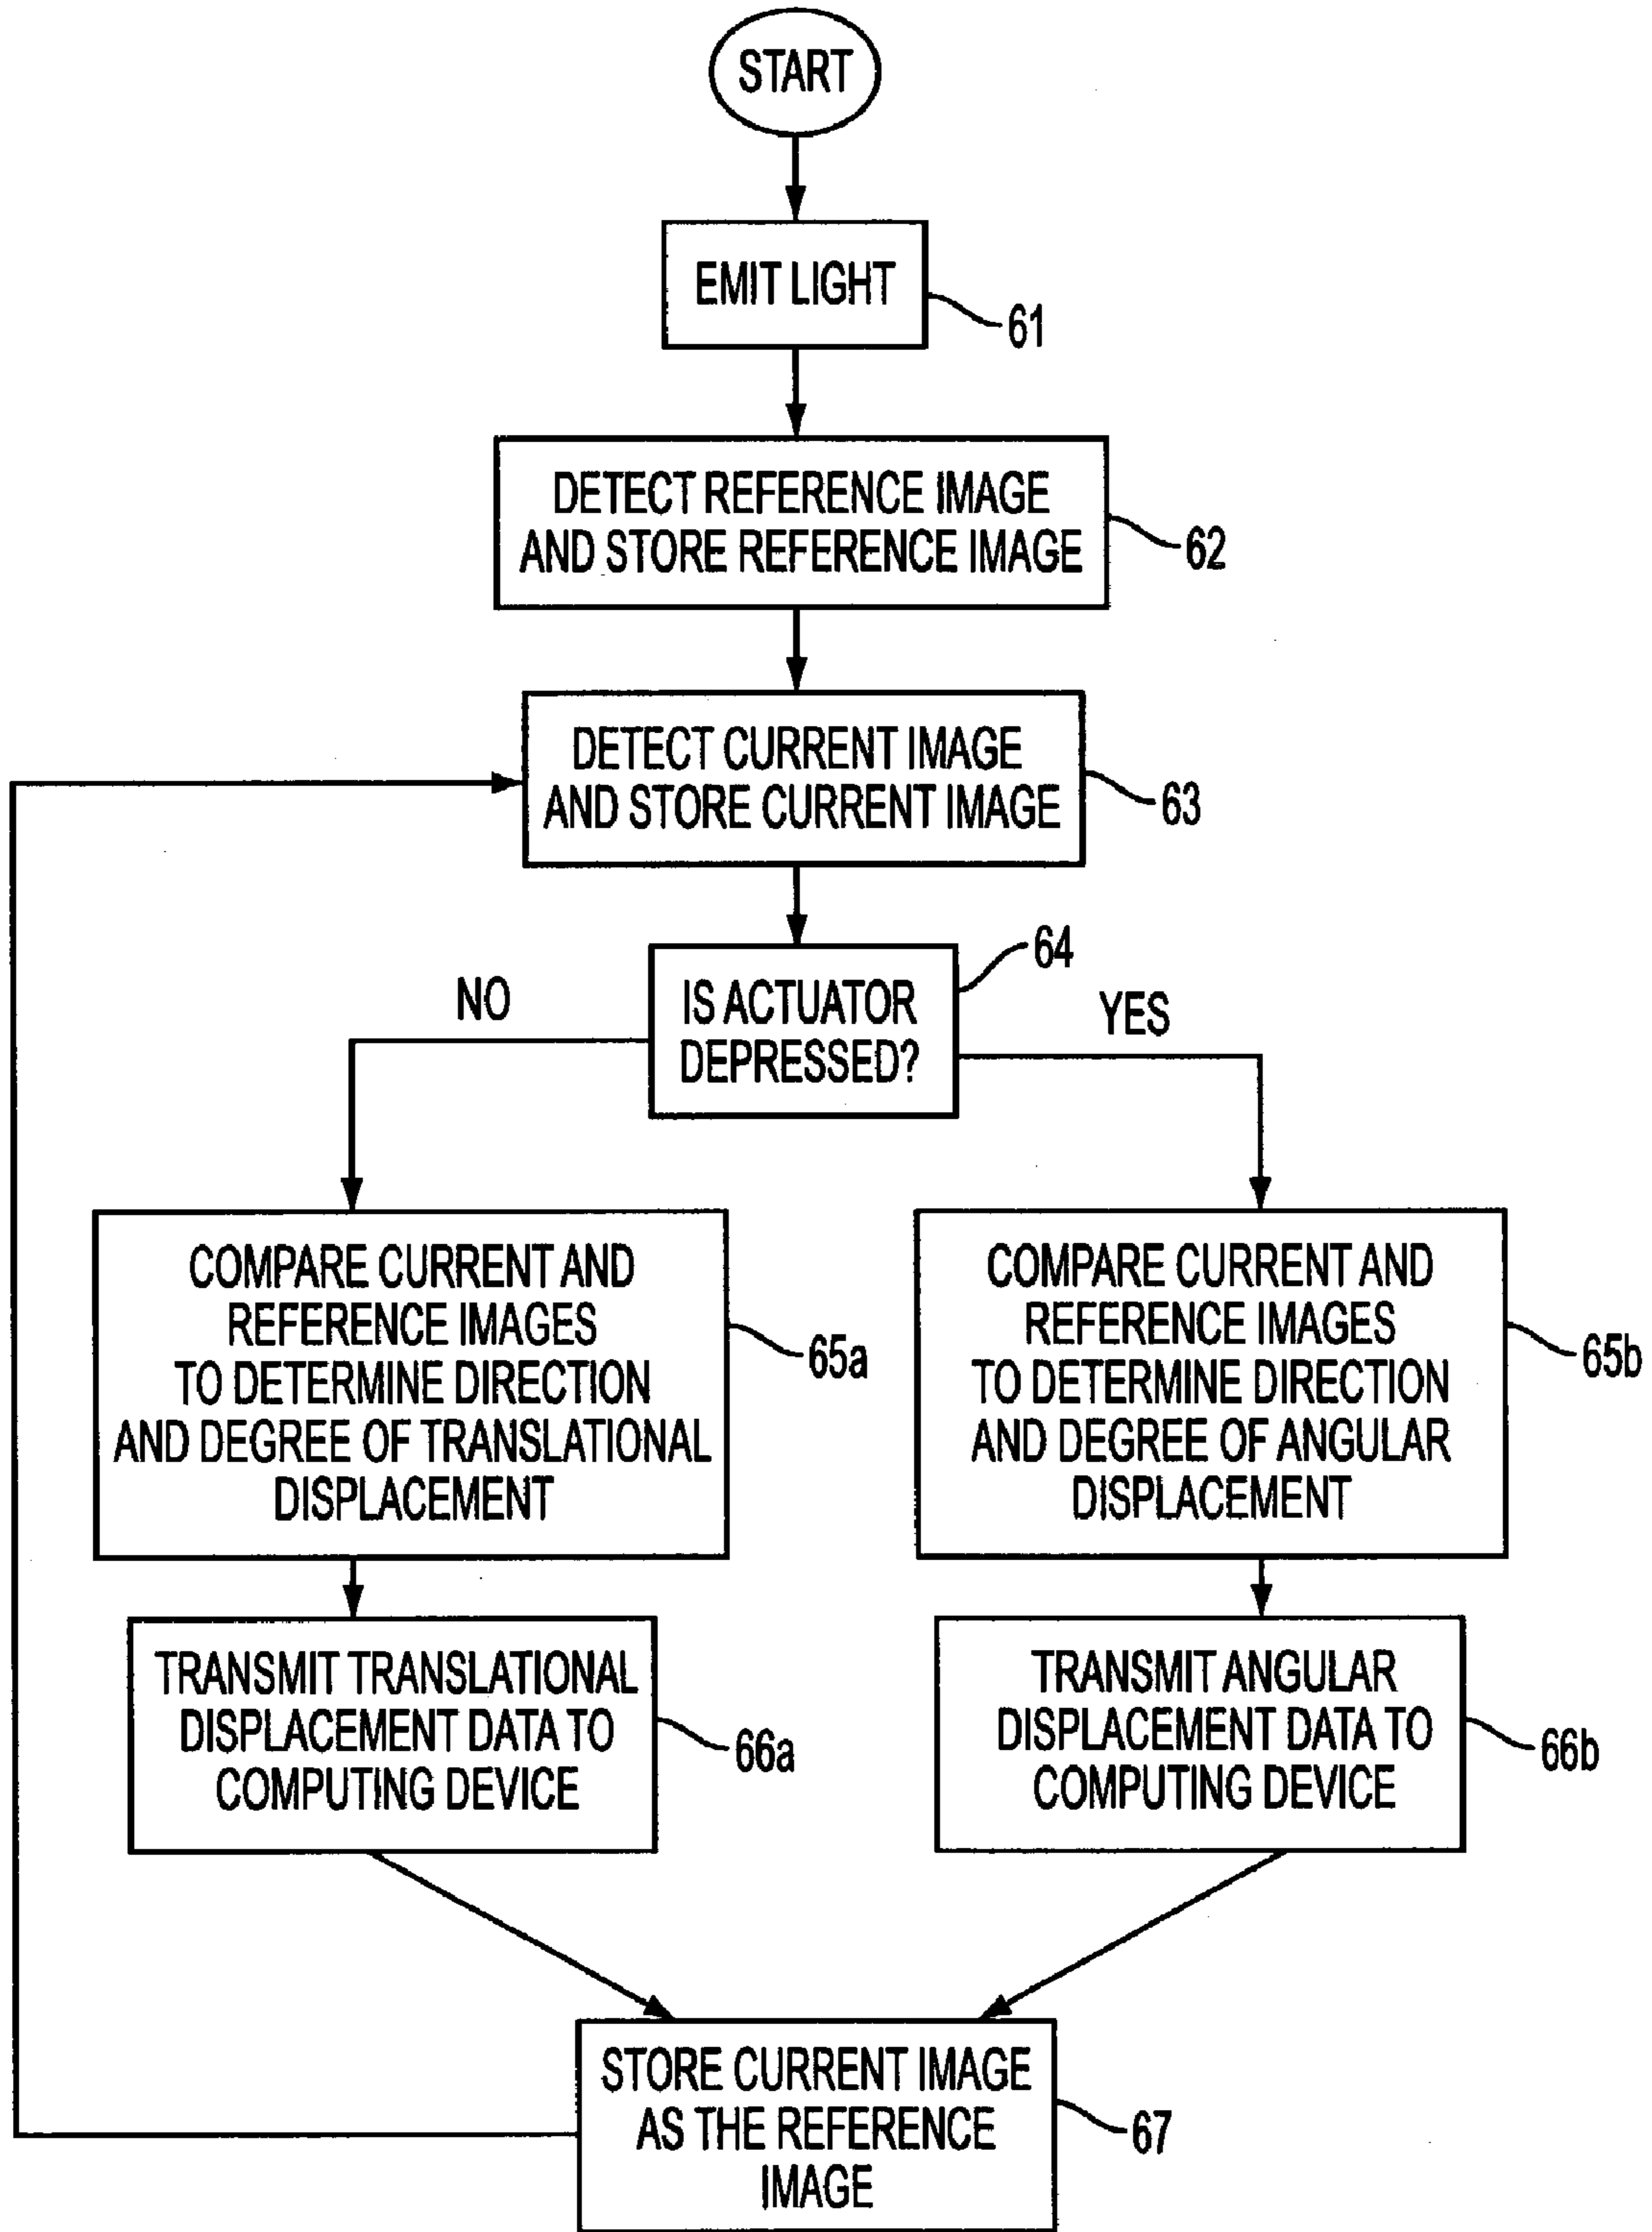 START
EMIT LIGHT
61
DETECT REFERENCE IMAGE
AND STORE REFERENCE IMAGE
62
DETECT CURRENT IMAGE
AND STORE CURRENT IMAGE
63
64
NO
IS ACTUATOR
DEPRESSED?
YES
COMPARE CURRENT AND
REFERENCE IMAGES
TO DETERMINE DIRECTION
AND DEGREE OF TRANSLATIONAL
DISPLACEMENT
65a
COMPARE CURRENT AND
REFERENCE IMAGES
TO DETERMINE DIRECTION
AND DEGREE OF ANGULAR
DISPLACEMENT
65b
TRANSMIT TRANSLATIONAL
DISPLACEMENT DATA TO
COMPUTING DEVICE
66a
TRANSMIT ANGULAR
DISPLACEMENT DATA TO
COMPUTING DEVICE
66b
STORE CURRENT IMAGE
AS THE REFERENCE
IMAGE
67